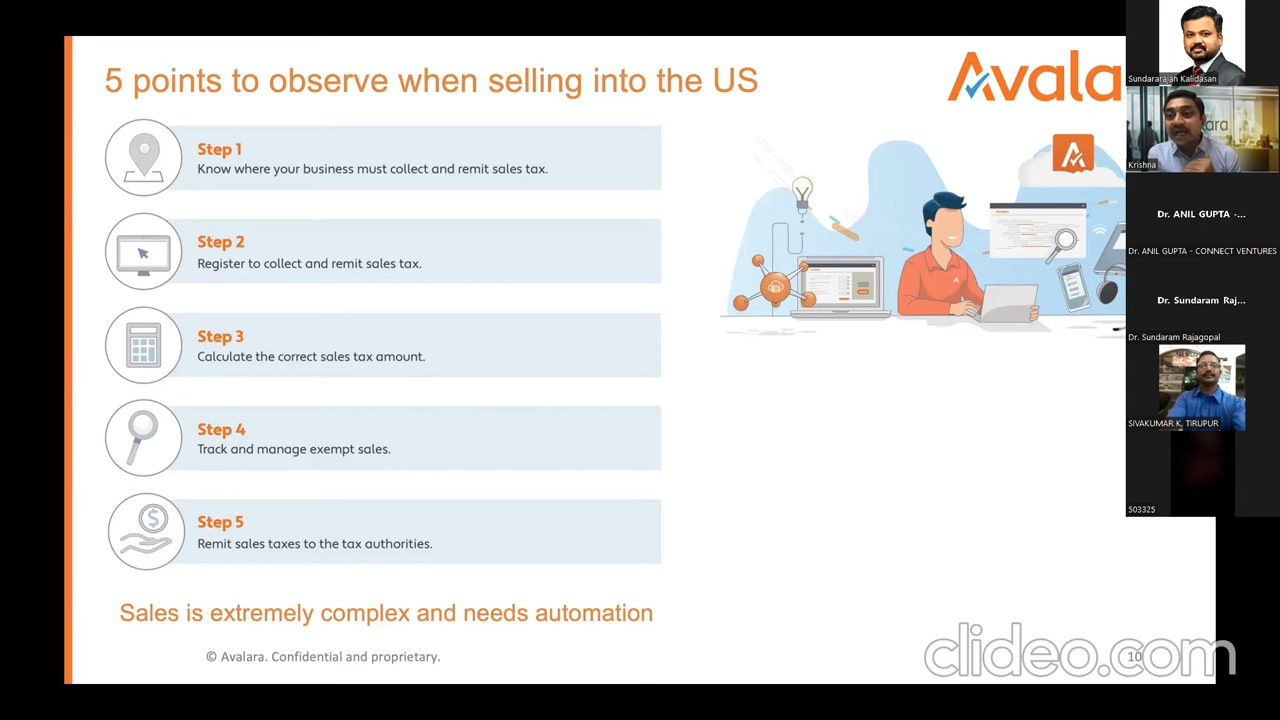 5 points to observe when selling into the US
Avala
Step 1
Know where your business must collect and remit sales tax.
Step 2
Register to collect and remit sales tax.
Step 3
Calculate the correct sales tax amount.
Step 4
Track and manage exempt sales.
Step 5
Remit sales taxes to the tax authorities.
Sales is extremely complex and needs automation
© Avalara. Confidential and proprietary.
10
clideo.com
Sundararajan Kalidasan
ara
Krishna
Dr. ANIL GUPTA -...
Dr. ANIL GUPTA - CONNECT VENTURES
Dr. Sundaram Raj...
Dr. Sundaram Rajagopal
SIVAKUMAR K. TIRUPUR
503325